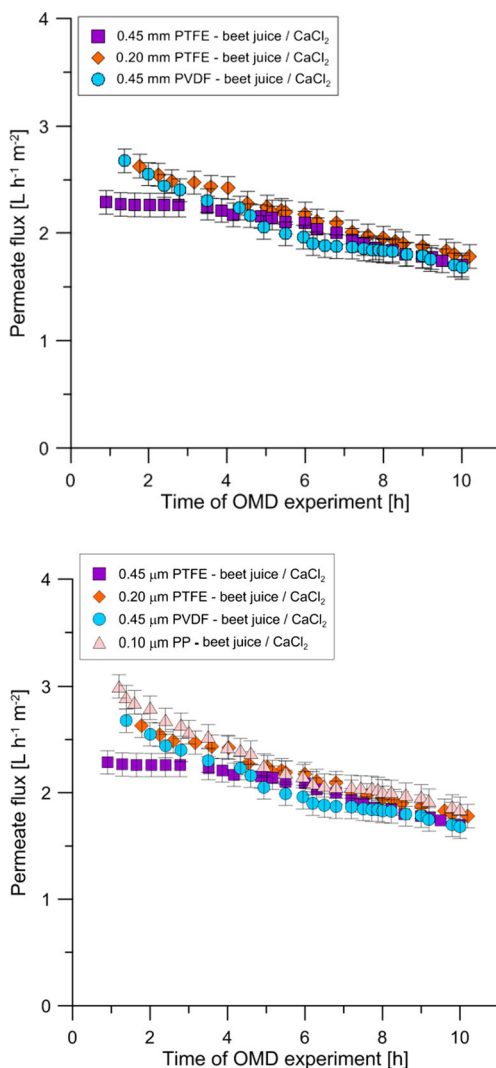 0.45 mm PTFE - beet juice / CaCl2
0.20 mm PTFE - beet juice / CaCl2
0.45 mm PVDF - beet juice / CaCl2
4
3
2
1
0
Permeate flux [L h-1 m-2]
0 2 4 6 8 10
Time of OMD experiment [h]
0.45 μm PTFE - beet juice / CaCl2
0.20 μm PTFE - beet juice / CaCl2
0.45 μm PVDF - beet juice / CaCl2
0.10 μm PP - beet juice / CaCl2
4
3
2
1
0
Permeate flux [L h-1 m-2]
0 2 4 6 8 10
Time of OMD experiment [h]